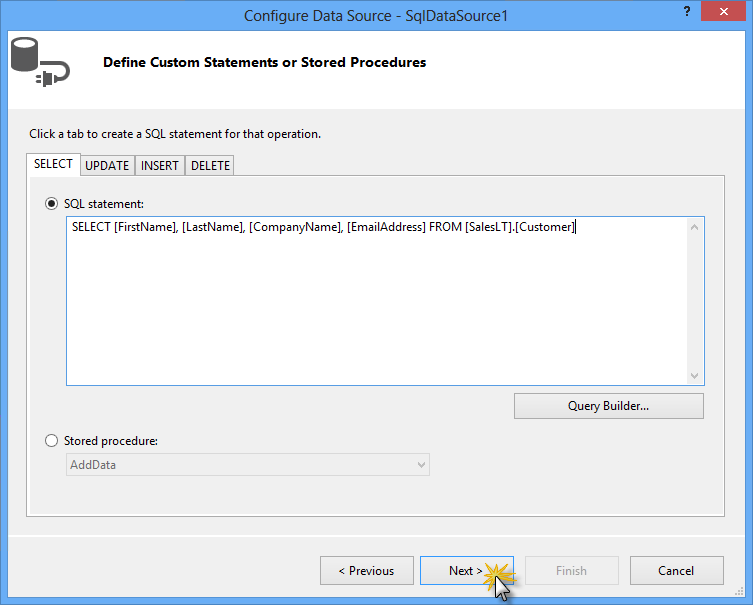 Configure Data Source - SqlDataSource1
?
Define Custom Statements or Stored Procedures
Click a tab to create a SQL statement for that operation.
SELECT UPDATE INSERT DELETE
SQL statement:
SELECT [FirstName], [LastName], [CompanyName], [EmailAddress] FROM [SalesLT].[Customer]
Query Builder...
Stored procedure:
AddData
< Previous Next > Finish Cancel